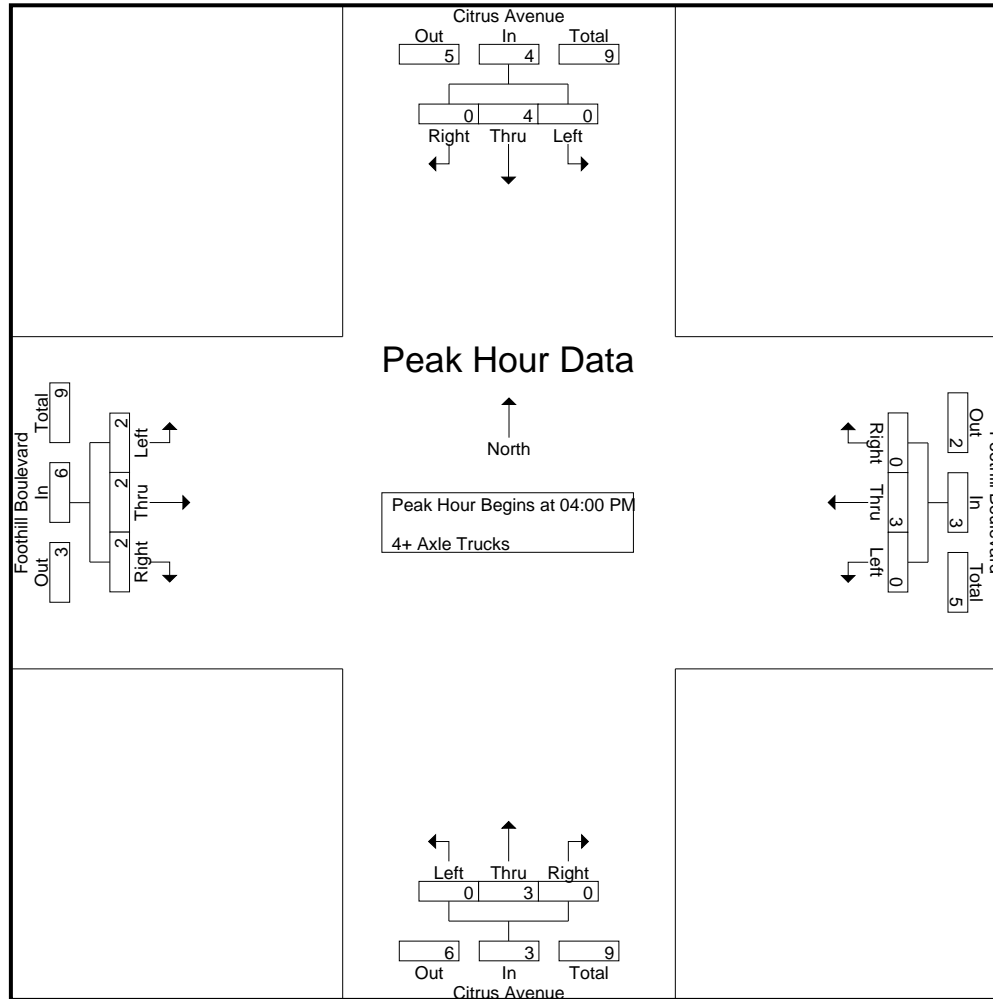 Citrus Avenue
Out In Total
5 4 9
0 4 0
Right Thru Left
Peak Hour Data
North
Peak Hour Begins at 04:00 PM
4+ Axle Trucks
Foothill Boulevard
Total In Out
9 6 3
2 2 2
Left Thru Right
Out In Total
2 3 5
0 3 0
Right Thru Left
Left Thru Right
0 3 0
6 3 9
Out In Total
Citrus Avenue